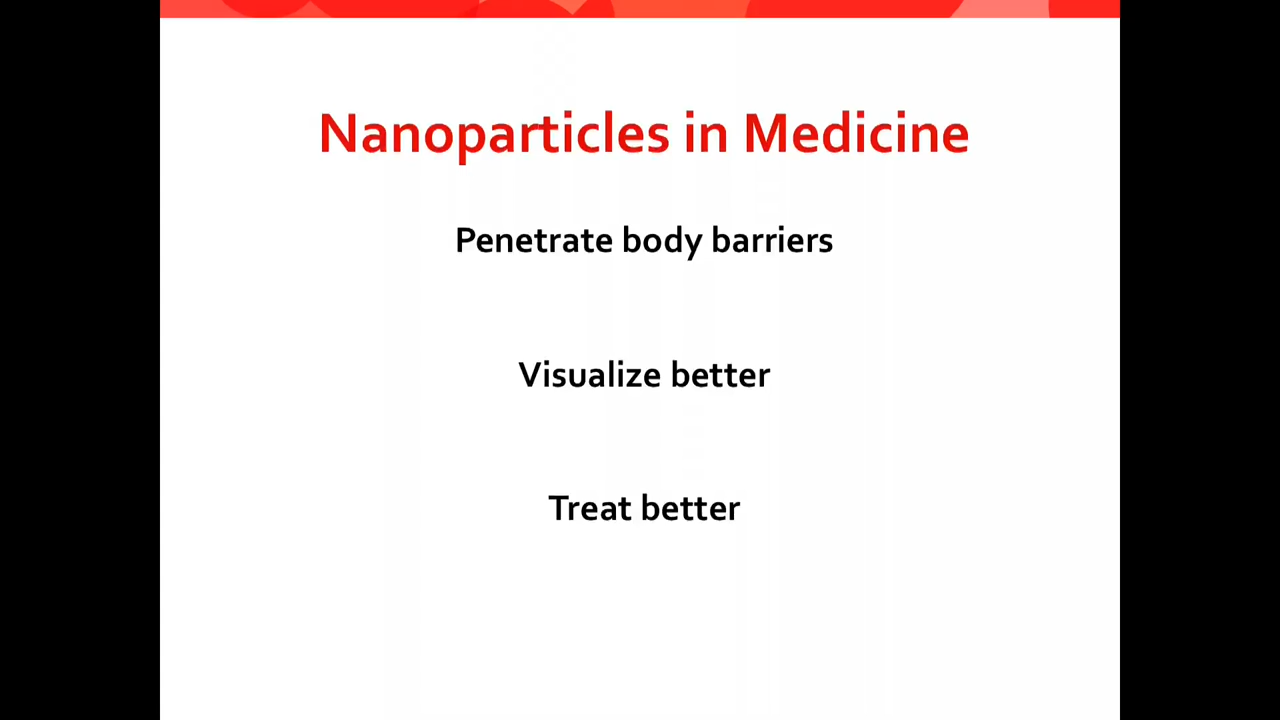 Nanoparticles in Medicine
Penetrate body barriers
Visualize better
Treat better